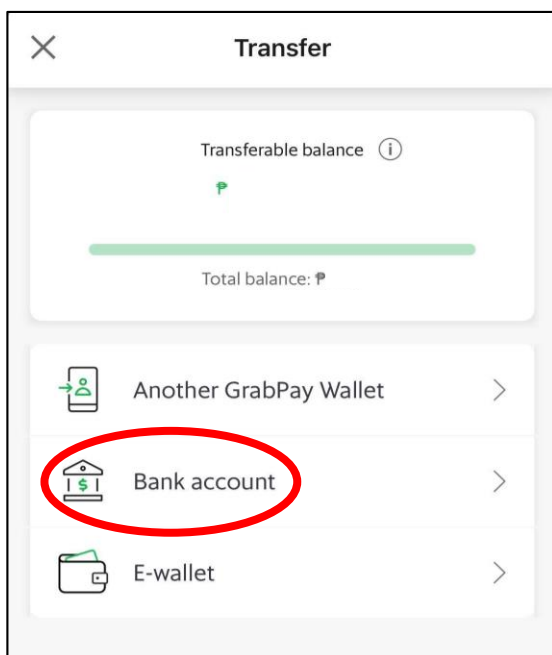 Transfer
Transferable balance
₱
Total balance: ₱
Another GrabPay Wallet
Bank account
E-wallet